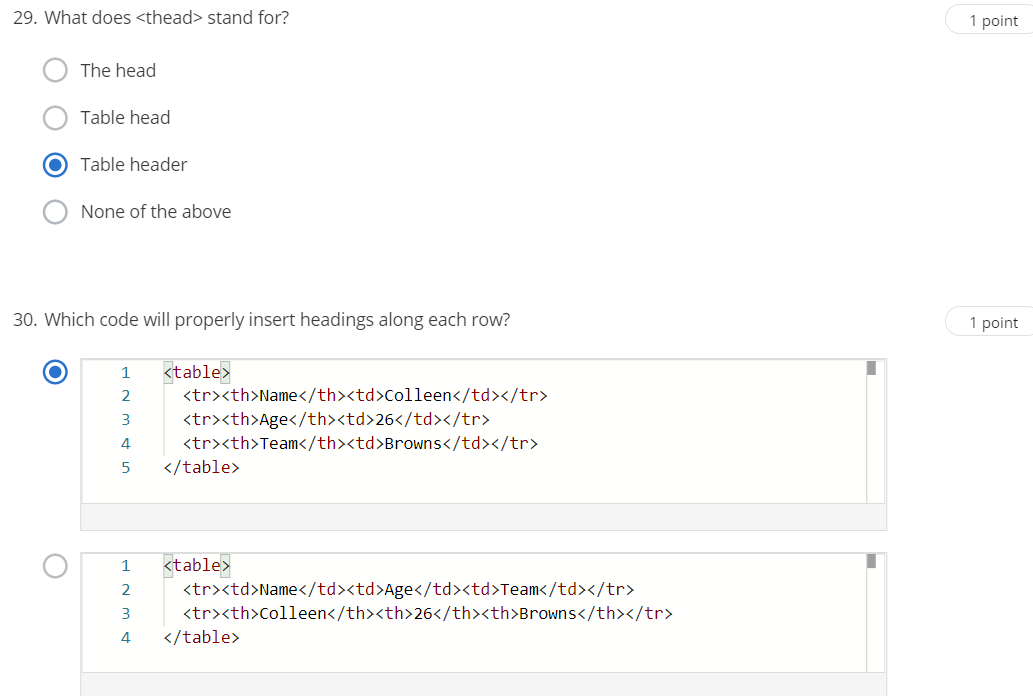 29. What does <thead> stand for?
1 point
The head
Table head
Table header
None of the above
30. Which code will properly insert headings along each row?
1 point
1 <table>
2 <tr><th>Name</th><td>Colleen</td></tr>
3 <tr><th>Age</th><td>26</td></tr>
4 <tr><th>Team</th><td>Browns</td></tr>
5 </table>
1 <table>
2 <tr><td>Name</td><td>Age</td><td>Team</td></tr>
3 <tr><th>Colleen</th><th>26</th><th>Browns</th></tr>
4 </table>